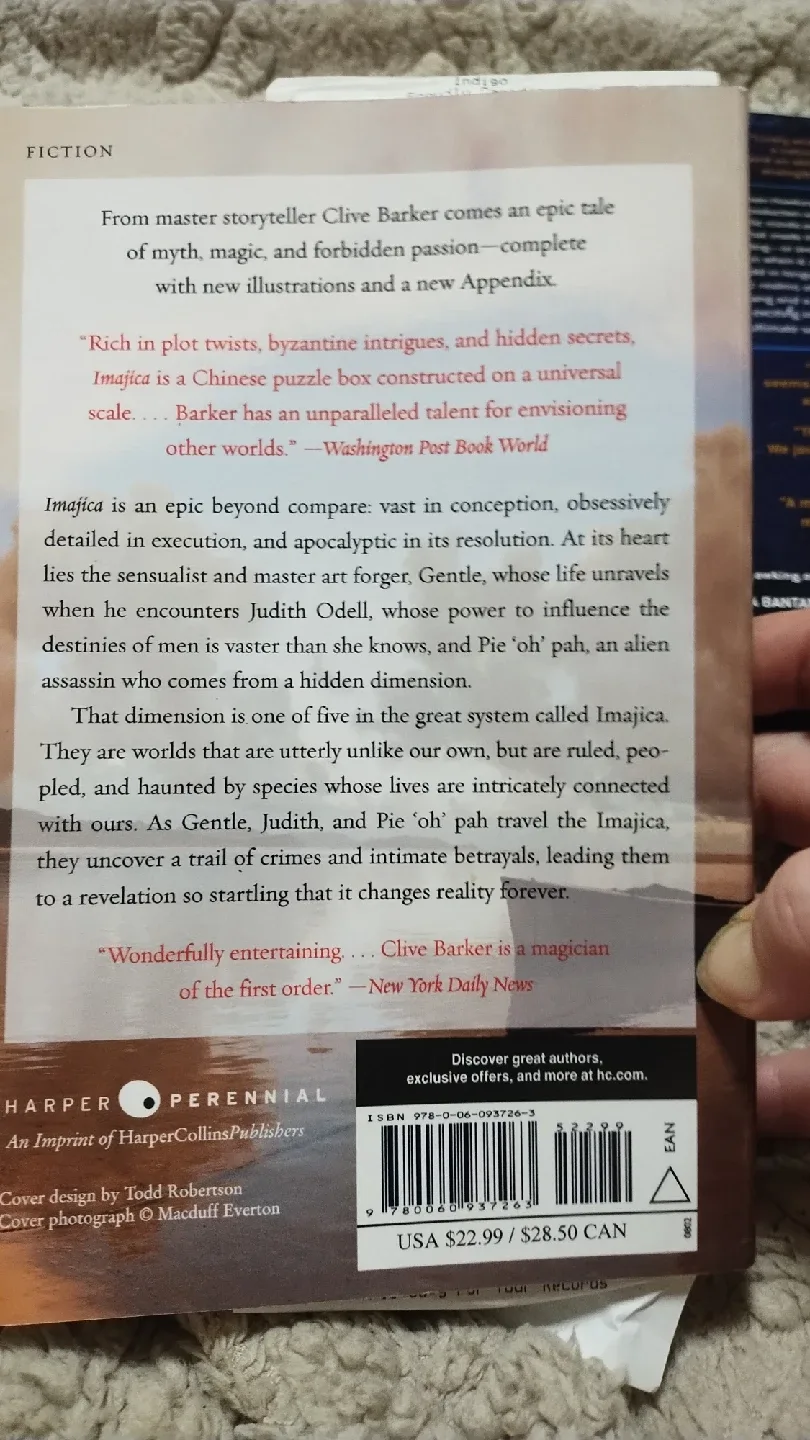 Indigo
FICTION
From master storyteller Clive Barker comes an epic tale
of myth, magic, and forbidden passion—complete
with new illustrations and a new Appendix.
“Rich in plot twists, byzantine intrigues, and hidden secrets,
Imajica is a Chinese puzzle box constructed on a universal
scale. . . . Barker has an unparalleled talent for envisioning
other worlds.” —Washington Post Book World
Imajica is an epic beyond compare: vast in conception, obsessively
detailed in execution, and apocalyptic in its resolution. At its heart
lies the sensualist and master art forger, Gentle, whose life unravels
when he encounters Judith Odell, whose power to influence the
destinies of men is vaster than she knows, and Pie ‘oh’ pah, an alien
assassin who comes from a hidden dimension.
That dimension is one of five in the great system called Imajica.
They are worlds that are utterly unlike our own, but are ruled, peo-
pled, and haunted by species whose lives are intricately connected
with ours. As Gentle, Judith, and Pie ‘oh’ pah travel the Imajica,
they uncover a trail of crimes and intimate betrayals, leading them
to a revelation so startling that it changes reality forever.
“Wonderfully entertaining. . . . Clive Barker is a magician
of the first order.” —New York Daily News
HARPER PERENNIAL
An Imprint of HarperCollinsPublishers
Cover design by Todd Robertson
Cover photograph © Macduff Everton
Discover great authors,
exclusive offers, and more at hc.com.
ISBN 978-0-06-093726-3
52299
EAN
9 780060 937263
0802
USA $22.99 / $28.50 CAN
For Your Records